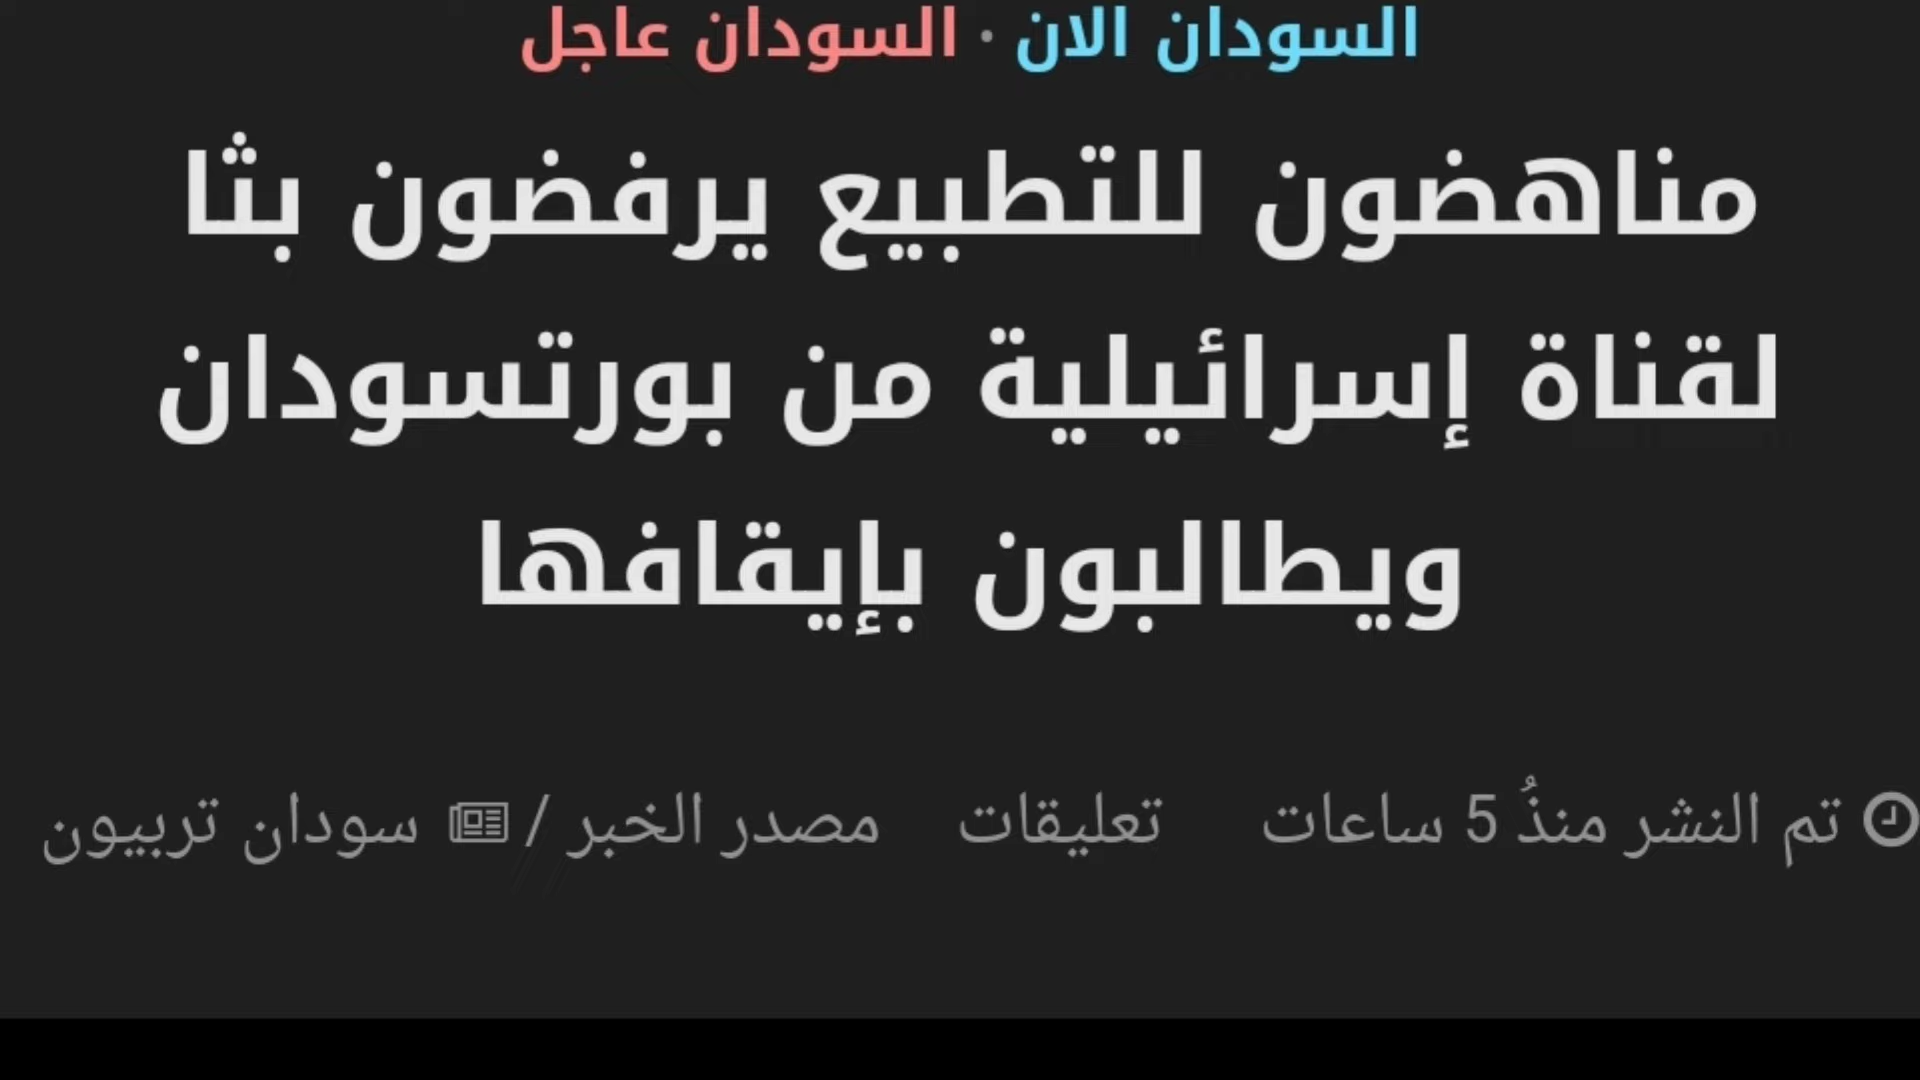 السودان الان · السودان عاجل
مناهضون للتطبيع يرفضون بثا
لقناة إسرائيلية من بورتسودان
ويطالبون بإيقافها
تم النشر منذُ 5 ساعات تعليقات مصدر الخبر / سودان تربيون